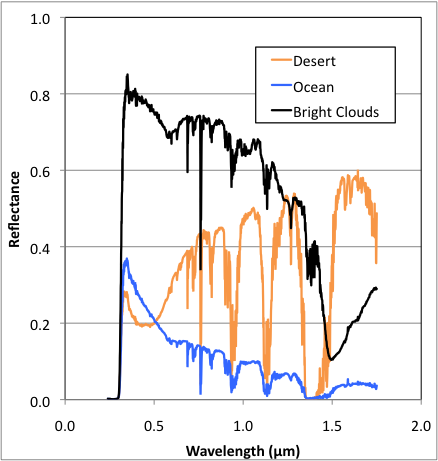 1.0
0.8
0.6
0.4
0.2
0.0
Reflectance
Desert
Ocean
Bright Clouds
0.0 0.5 1.0 1.5 2.0
Wavelength (μm)